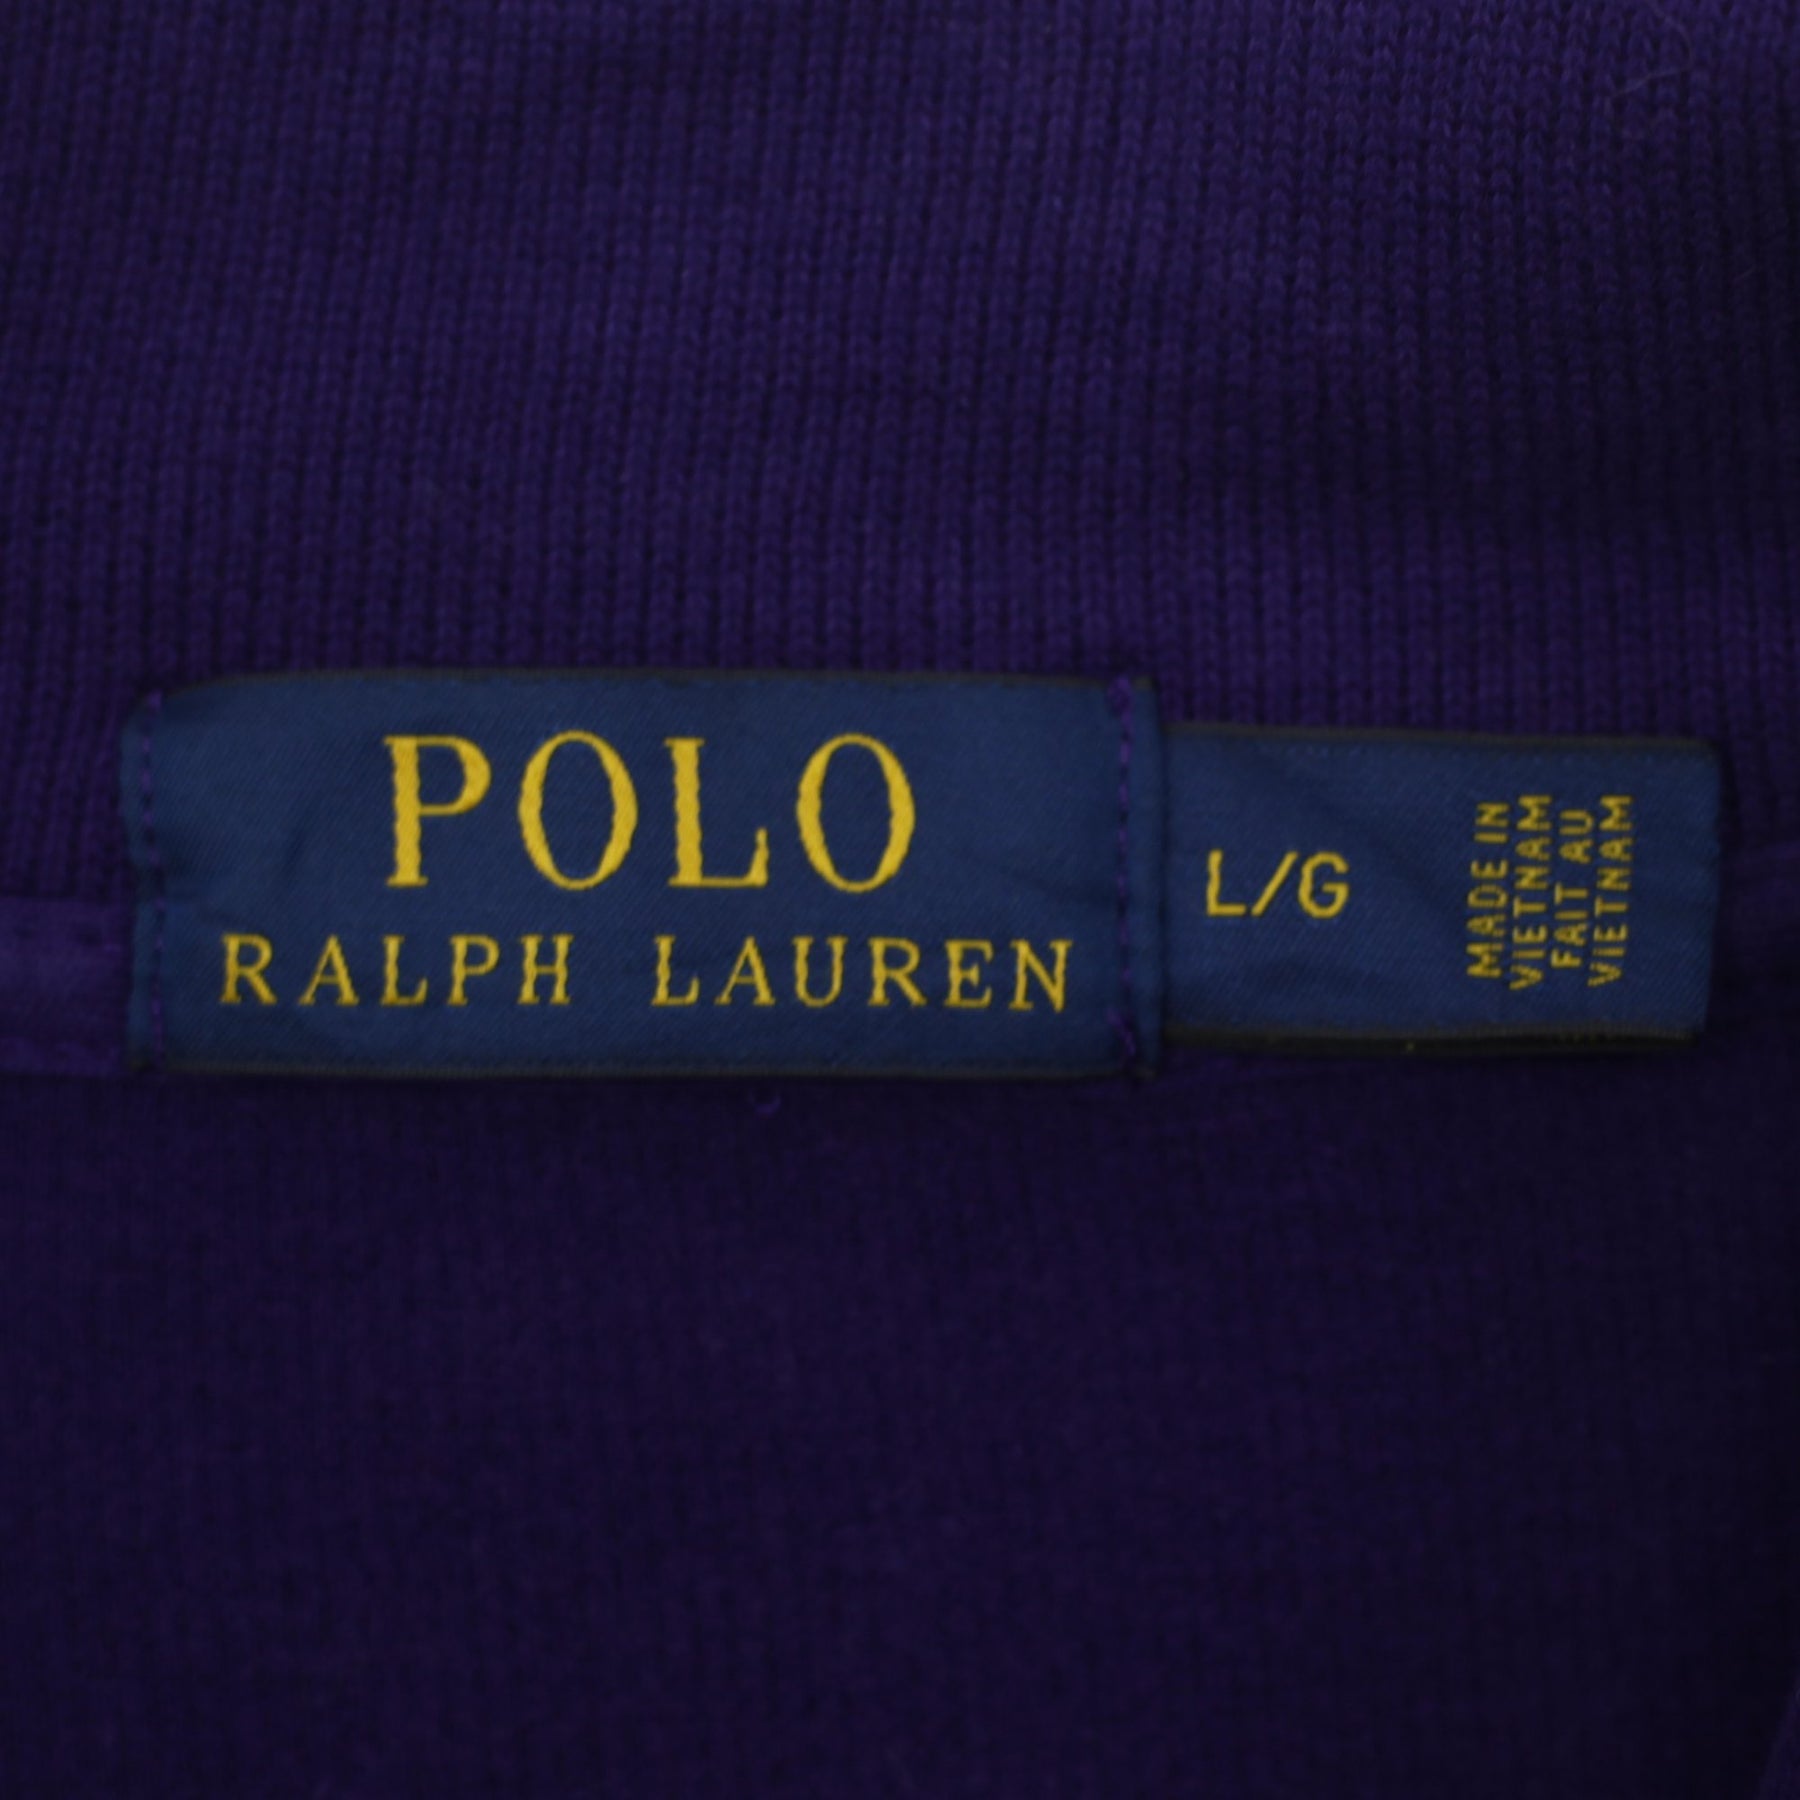 POLO
RALPH LAUREN
L/G
MADE IN
VIETNAM
FAIT AU
VIETNAM